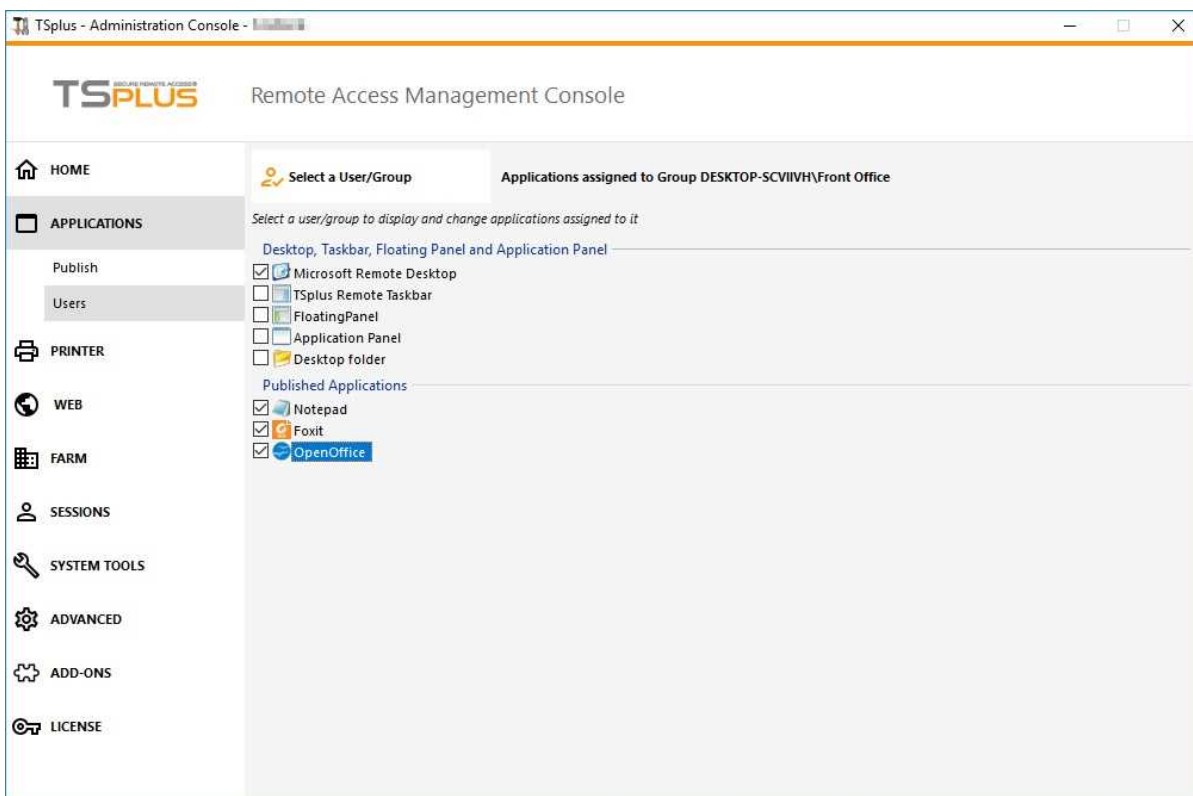 TSplus - Administration Console -
SECURE REMOTE ACCESS
TSPLUS
Remote Access Management Console
HOME
Select a User/Group
Applications assigned to Group DESKTOP-SCVIIVH\Front Office
APPLICATIONS
Select a user/group to display and change applications assigned to it
Desktop, Taskbar, Floating Panel and Application Panel
Publish
Microsoft Remote Desktop
TSplus Remote Taskbar
Users
FloatingPanel
Application Panel
PRINTER
Desktop folder
Published Applications
WEB
Notepad
Foxit
OpenOffice
FARM
SESSIONS
SYSTEM TOOLS
ADVANCED
ADD-ONS
LICENSE